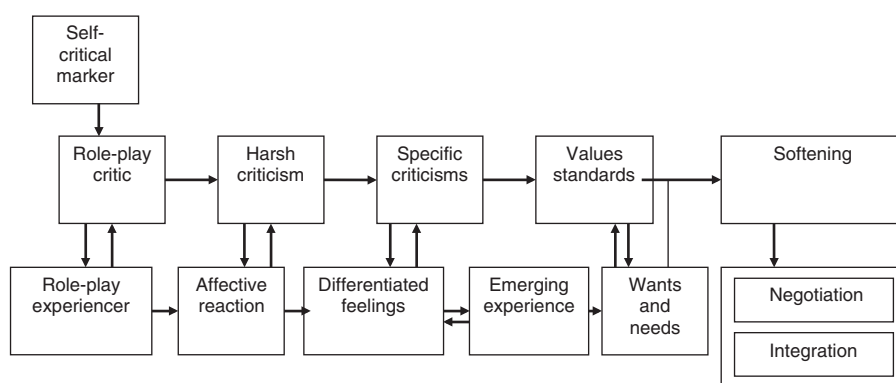 Self-
critical
marker
Role-play
critic
Harsh
criticism
Specific
criticisms
Values
standards
Softening
Role-play
experiencer
Affective
reaction
Differentiated
feelings
Emerging
experience
Wants
and
needs
Negotiation
Integration